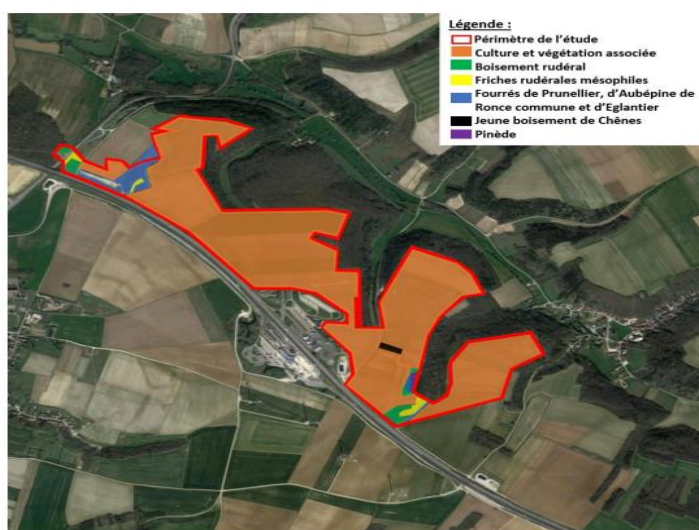 Légende :
Périmètre de l'étude
Culture et végétation associée
Boisement rudéral
Friches rudérales mésophiles
Fourrés de Prunellier, d'Aubépine de
Ronce commune et d'Eglantier
Jeune boisement de Chênes
Pinède